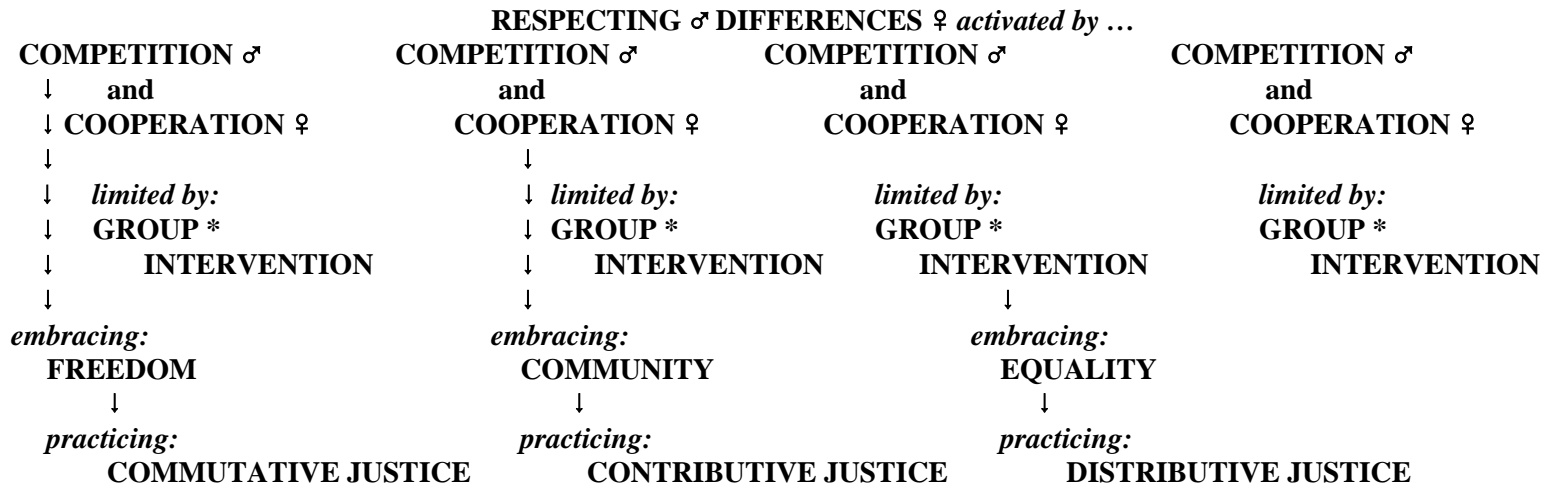 RESPECTING ♂ DIFFERENCES ♀ activated by …
COMPETITION ♂ COMPETITION ♂ COMPETITION ♂ COMPETITION ♂
↓ and and and and
↓ COOPERATION ♀ COOPERATION ♀ COOPERATION ♀ COOPERATION ♀
↓ ↓
↓ limited by: ↓ limited by: limited by: limited by:
↓ GROUP * ↓ GROUP * GROUP * GROUP *
↓ INTERVENTION ↓ INTERVENTION INTERVENTION INTERVENTION
↓ ↓ ↓
embracing: embracing: embracing:
FREEDOM COMMUNITY EQUALITY
↓ ↓ ↓
practicing: practicing: practicing:
COMMUTATIVE JUSTICE CONTRIBUTIVE JUSTICE DISTRIBUTIVE JUSTICE